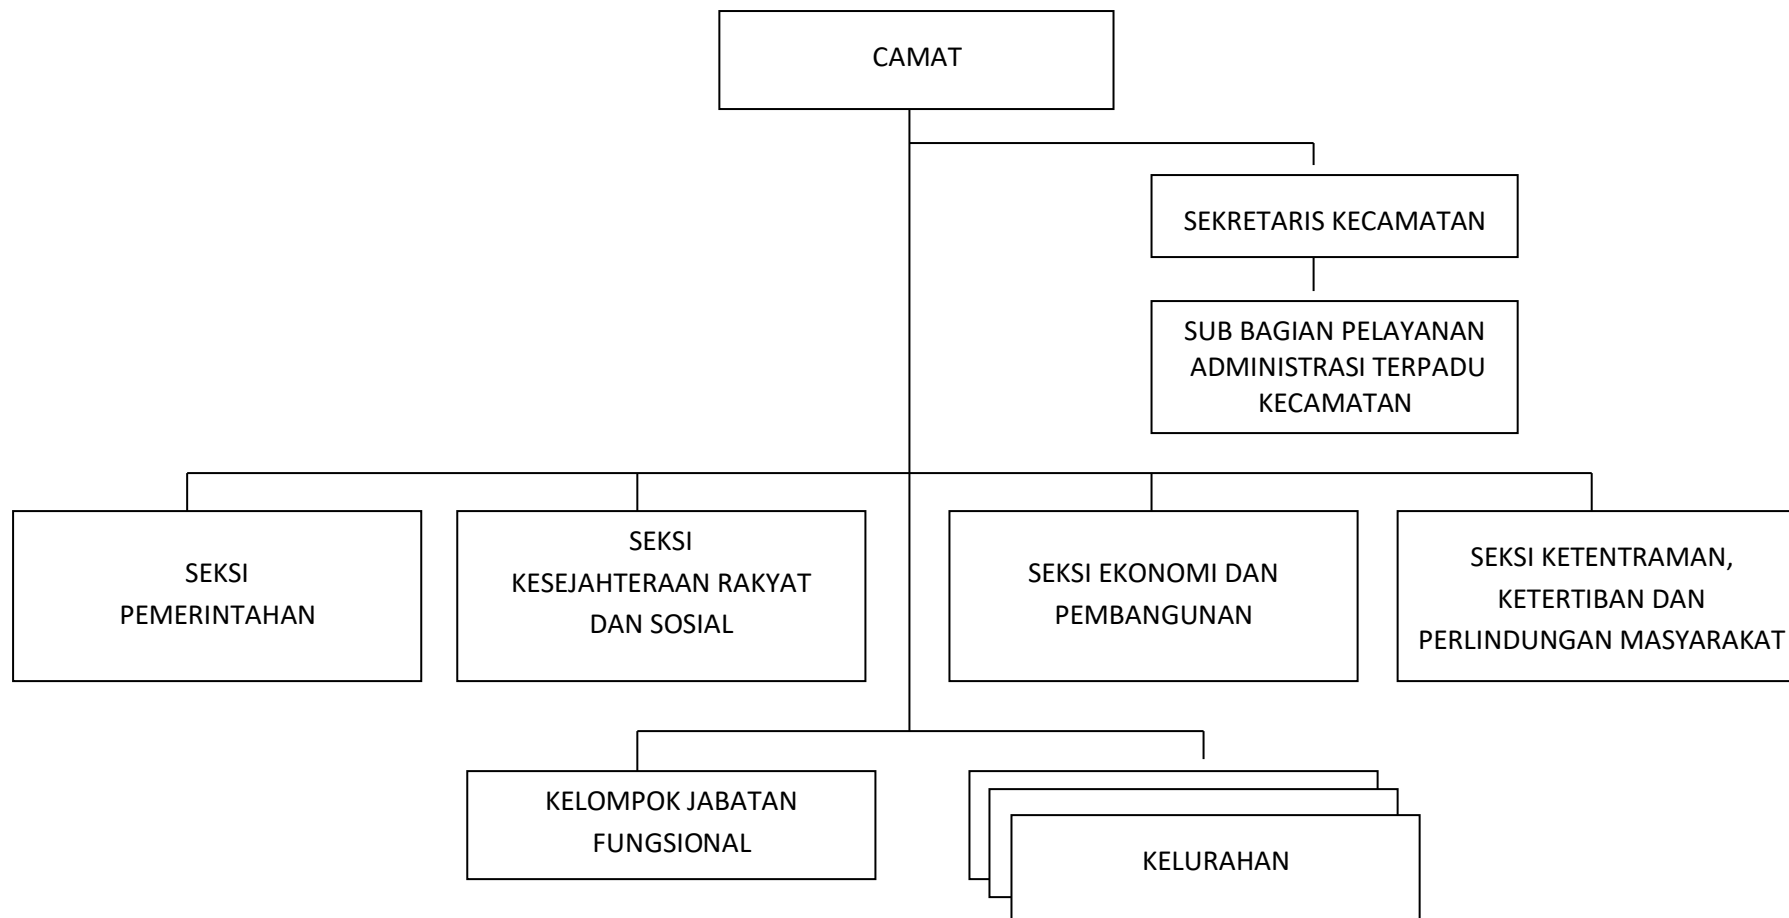 CAMAT
SEKRETARIS KECAMATAN
SUB BAGIAN PELAYANAN
ADMINISTRASI TERPADU
KECAMATAN
SEKSI
PEMERINTAHAN
SEKSI
KESEJAHTERAAN RAKYAT
DAN SOSIAL
SEKSI EKONOMI DAN
PEMBANGUNAN
SEKSI KETENTRAMAN,
KETERTIBAN DAN
PERLINDUNGAN MASYARAKAT
KELOMPOK JABATAN
FUNGSIONAL
KELURAHAN